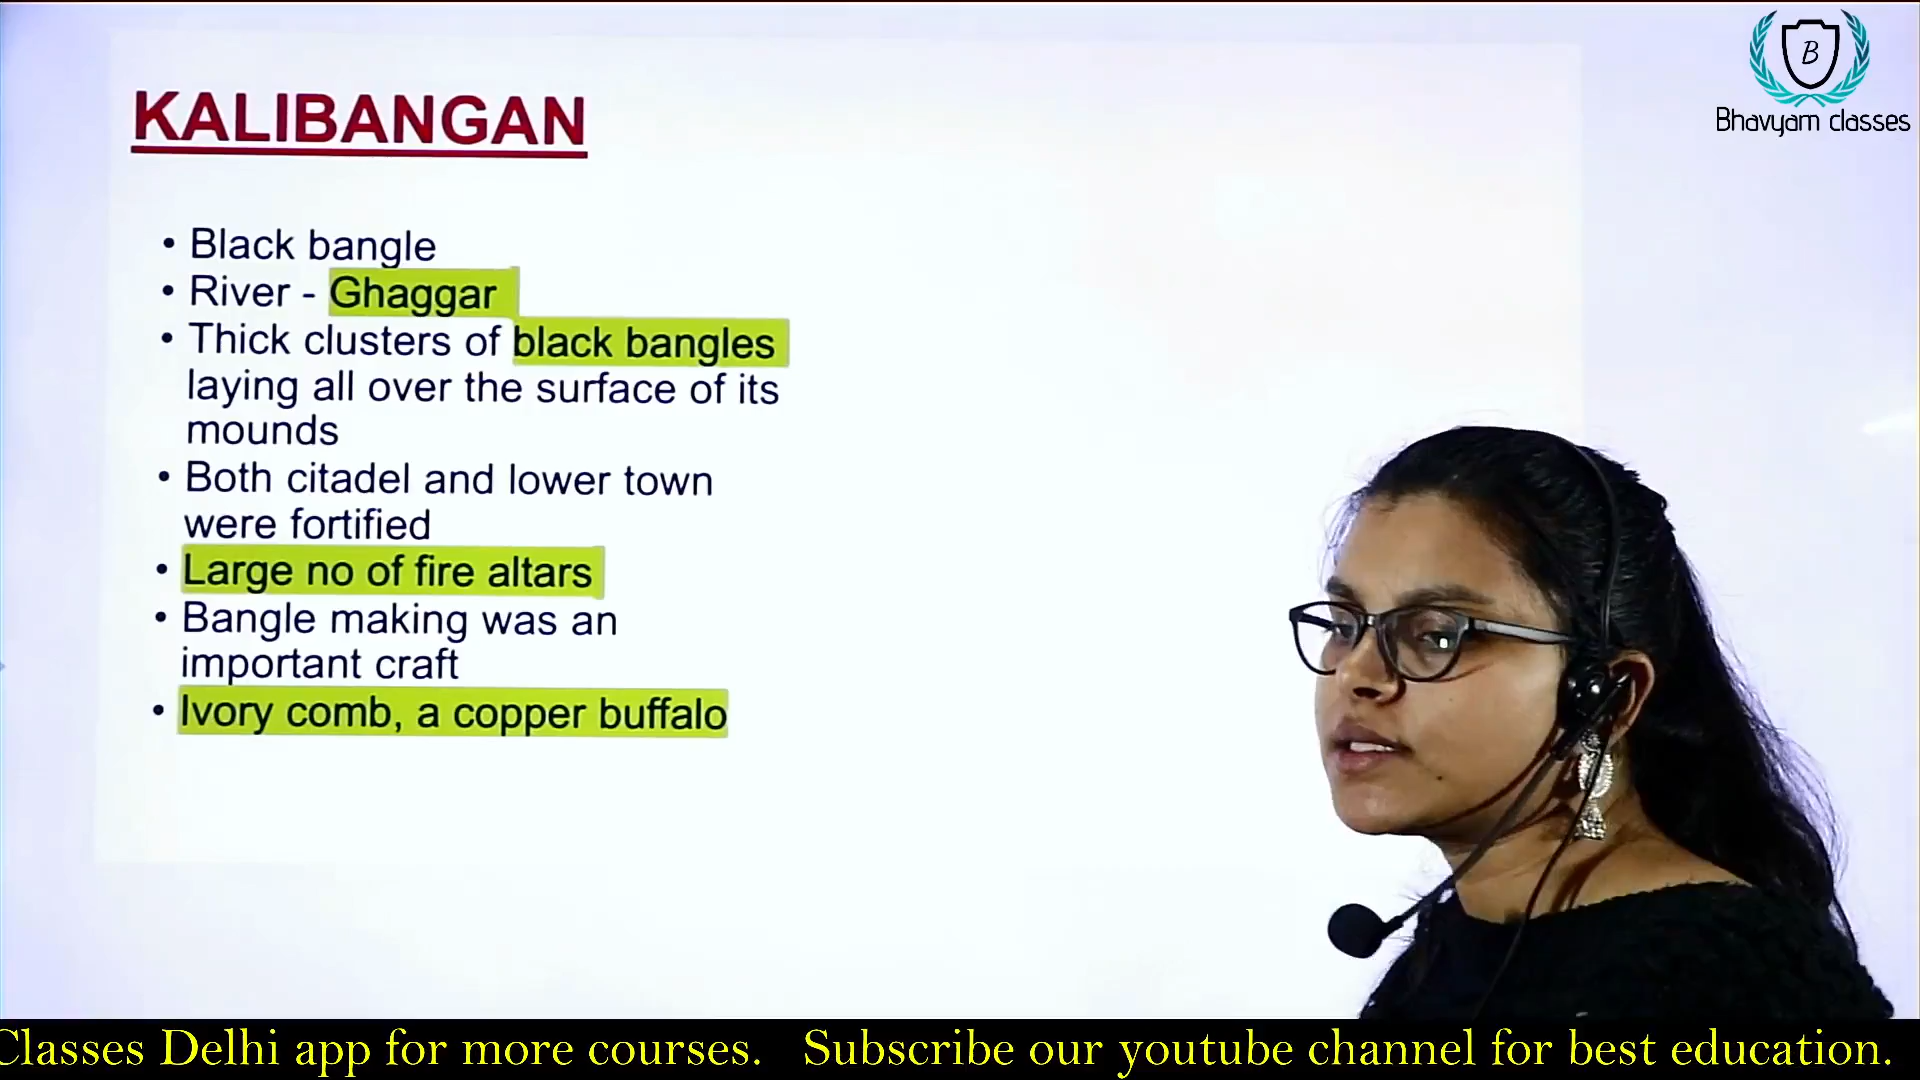 B
Bhavyam classes
KALIBANGAN
• Black bangle
• River - Ghaggar
• Thick clusters of black bangles
laying all over the surface of its
mounds
• Both citadel and lower town
were fortified
• Large no of fire altars
• Bangle making was an
important craft
• Ivory comb, a copper buffalo
Classes Delhi app for more courses. Subscribe our youtube channel for best education.